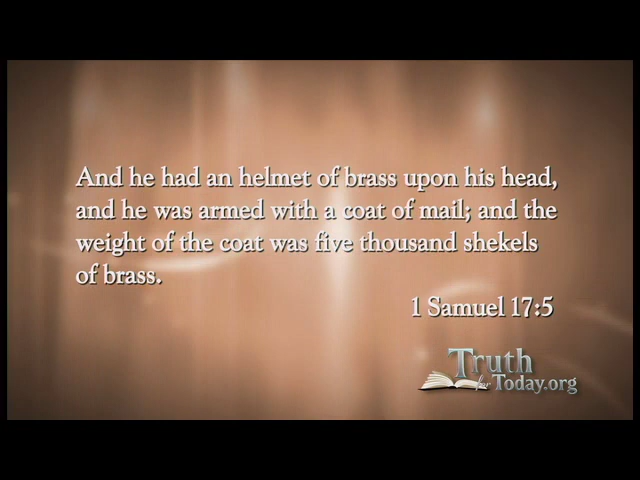 And he had an helmet of brass upon his head,
and he was armed with a coat of mail; and the
weight of the coat was five thousand shekels
of brass.
1 Samuel 17:5
Truth
for Today.org